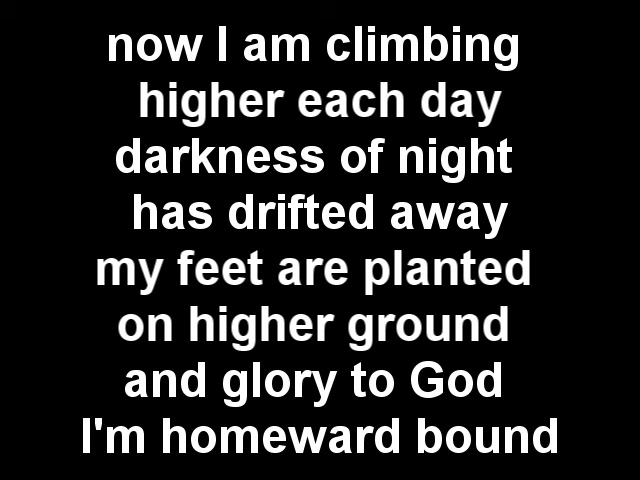 now I am climbing
higher each day
darkness of night
has drifted away
my feet are planted
on higher ground
and glory to God
I'm homeward bound